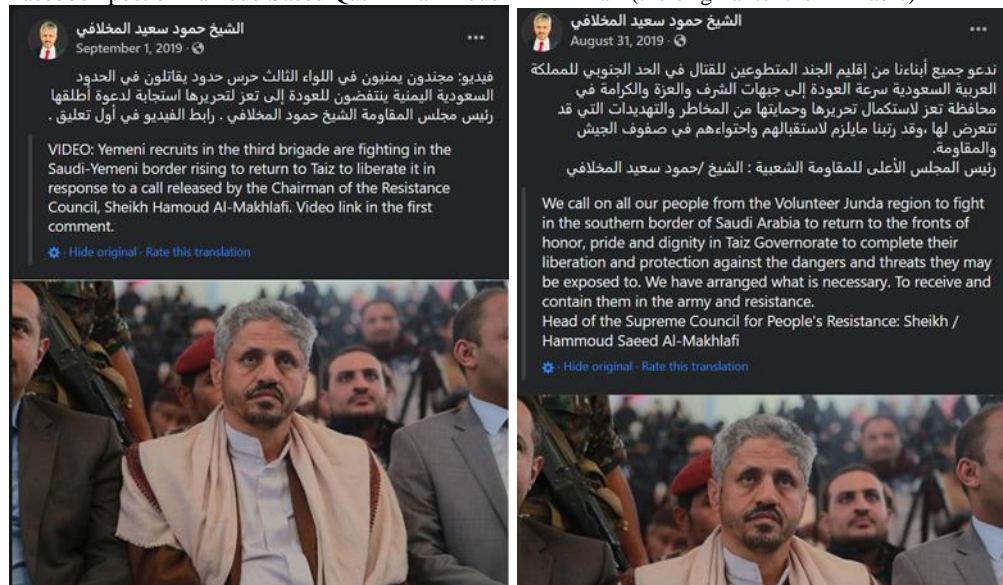 الشيخ حمود سعيد المخلافي
September 1, 2019
فيديو: مجندون يمنيون في اللواء الثالث حرس حدود يقاتلون في الحدود
السعودية اليمنية ينتفضون للعودة إلى تعز لتحريرها استجابة لدعوة أطلقها
رئيس مجلس المقاومة الشيخ حمود المخلافي . رابط الفيديو في أول تعليق .
VIDEO: Yemeni recruits in the third brigade are fighting in the
Saudi-Yemeni border rising to return to Taiz to liberate it in
response to a call released by the Chairman of the Resistance
Council, Sheikh Hamoud Al-Makhlafi. Video link in the first
comment.
· Hide original · Rate this translation
الشيخ حمود سعيد المخلافي
August 31, 2019
ندعو جميع أبناءنا من إقليم الجند المتطوعين للقتال في الحد الجنوبي للمملكة
العربية السعودية سرعة العودة إلى جبهات الشرف والعزة والكرامة في
محافظة تعز لاستكمال تحريرها وحمايتها من المخاطر والتهديدات التي قد
تتعرض لها ،وقد رتبنا مايلزم لاستقبالهم واحتواءهم في صفوف الجيش
والمقاومة.
رئيس المجلس الأعلى للمقاومة الشعبية : الشيخ /حمود سعيد المخلافي
We call on all our people from the Volunteer Junda region to fight
in the southern border of Saudi Arabia to return to the fronts of
honor, pride and dignity in Taiz Governorate to complete their
liberation and protection against the dangers and threats they may
be exposed to. We have arranged what is necessary. To receive and
contain them in the army and resistance.
Head of the Supreme Council for People's Resistance: Sheikh /
Hammoud Saeed Al-Makhlafi
· Hide original · Rate this translation